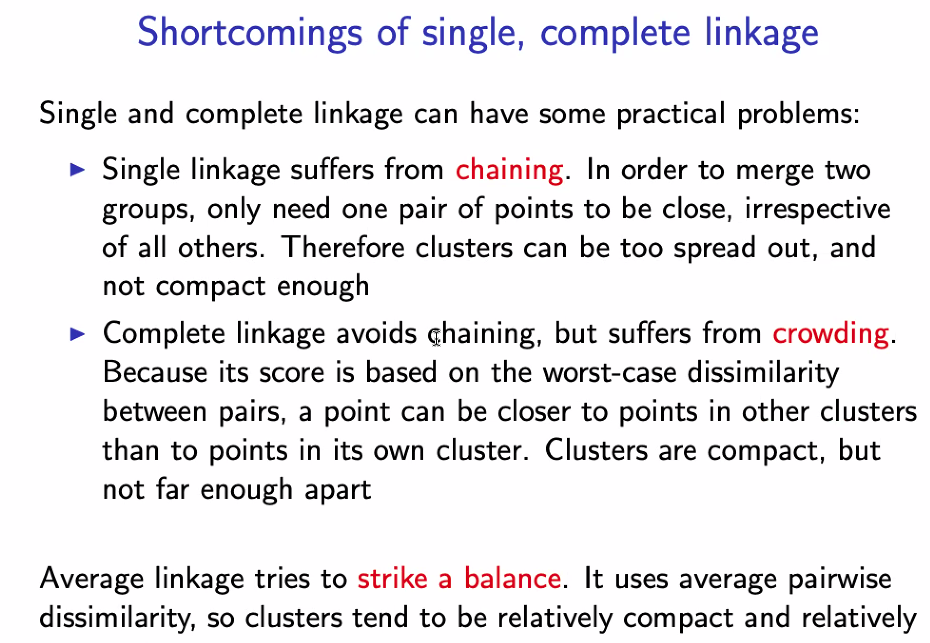 Shortcomings of single, complete linkage
Single and complete linkage can have some practical problems:
▶ Single linkage suffers from chaining. In order to merge two
groups, only need one pair of points to be close, irrespective
of all others. Therefore clusters can be too spread out, and
not compact enough
▶ Complete linkage avoids chaining, but suffers from crowding.
Because its score is based on the worst-case dissimilarity
between pairs, a point can be closer to points in other clusters
than to points in its own cluster. Clusters are compact, but
not far enough apart
Average linkage tries to strike a balance. It uses average pairwise
dissimilarity, so clusters tend to be relatively compact and relatively